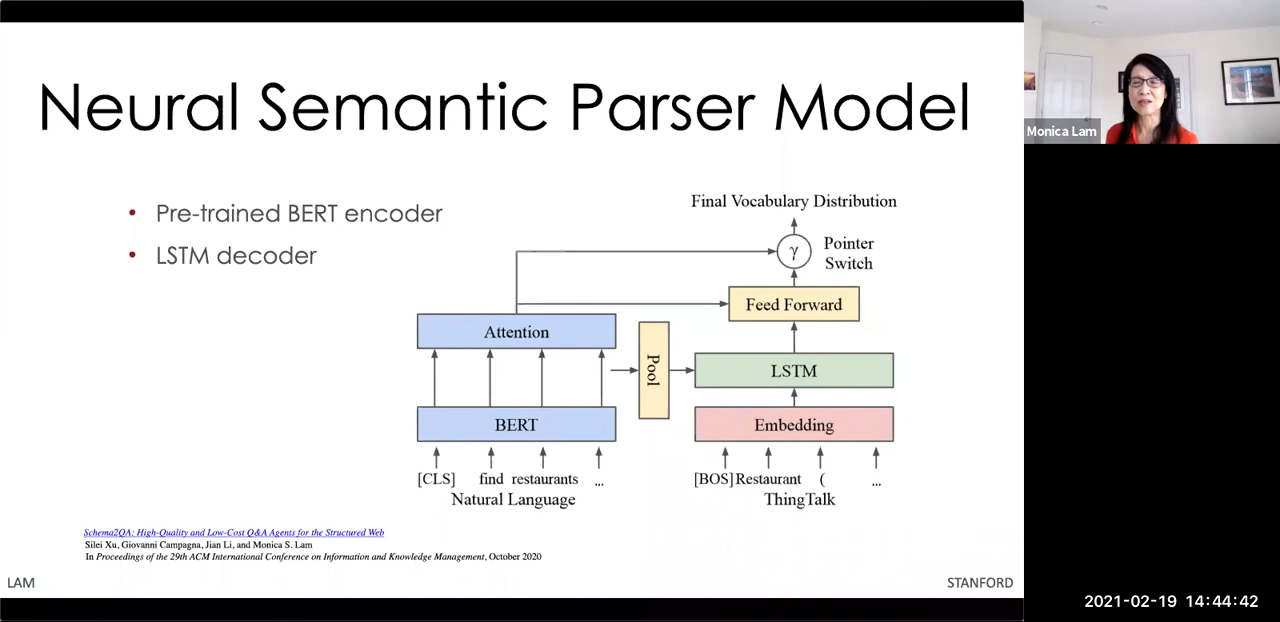 Neural Semantic Parser Model
• Pre-trained BERT encoder
• LSTM decoder
Final Vocabulary Distribution
γ
Pointer
Switch
Feed Forward
Attention
Pool
LSTM
BERT
Embedding
[CLS] find restaurants ...
Natural Language
[BOS] Restaurant ( ...
ThingTalk
Schema2QA: High-Quality and Low-Cost Q&A Agents for the Structured Web
Silei Xu, Giovanni Campagna, Jian Li, and Monica S. Lam
In Proceedings of the 29th ACM International Conference on Information and Knowledge Management, October 2020
LAM
STANFORD
Monica Lam
2021-02-19 14:44:42